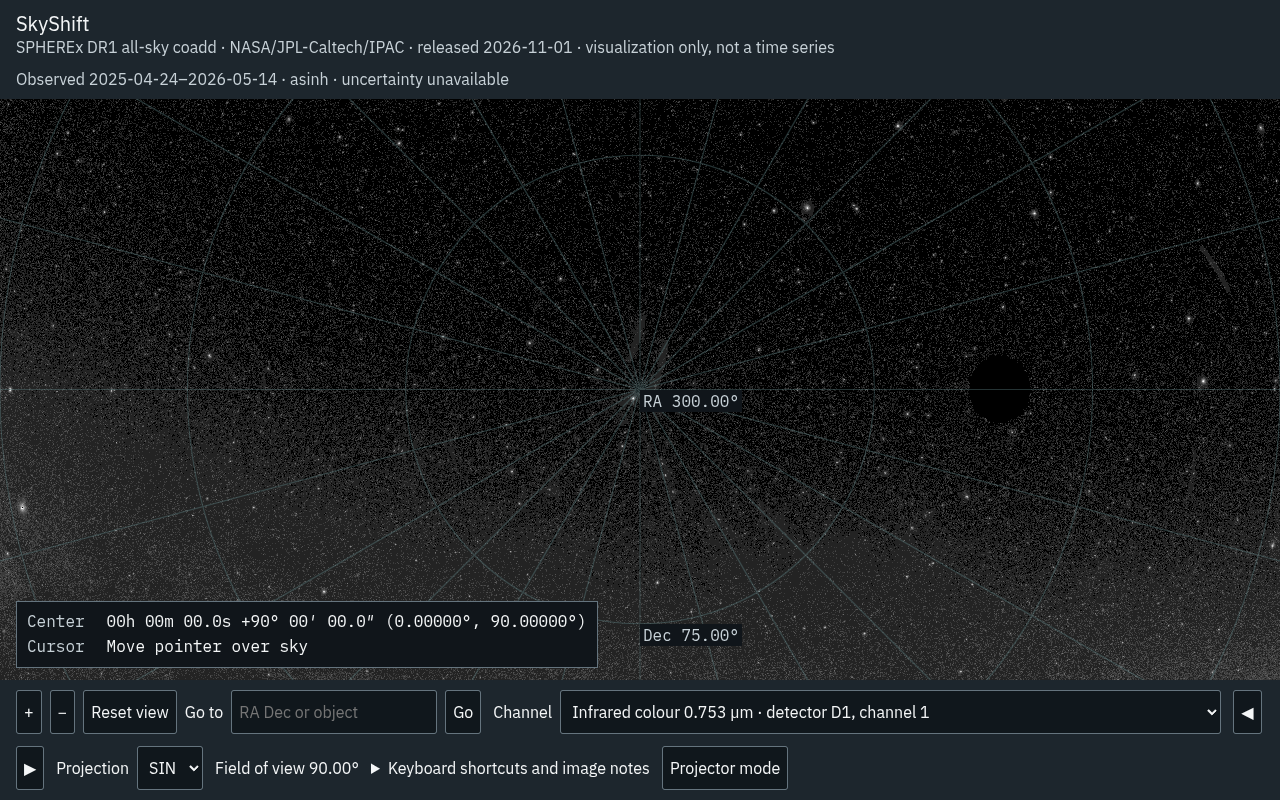 SkyShift
SPHEREx DR1 all-sky coadd · NASA/JPL-Caltech/IPAC · released 2026-11-01 · visualization only, not a time series
Observed 2025-04-24–2026-05-14 · asinh · uncertainty unavailable
RA 300.00°
Dec 75.00°
Center 00h 00m 00.0s +90° 00′ 00.0″ (0.00000°, 90.00000°)
Cursor Move pointer over sky
+ − Reset view Go to RA Dec or object Go Channel Infrared colour 0.753 µm · detector D1, channel 1 ◀
▶ Projection SIN Field of view 90.00° ▶ Keyboard shortcuts and image notes Projector mode